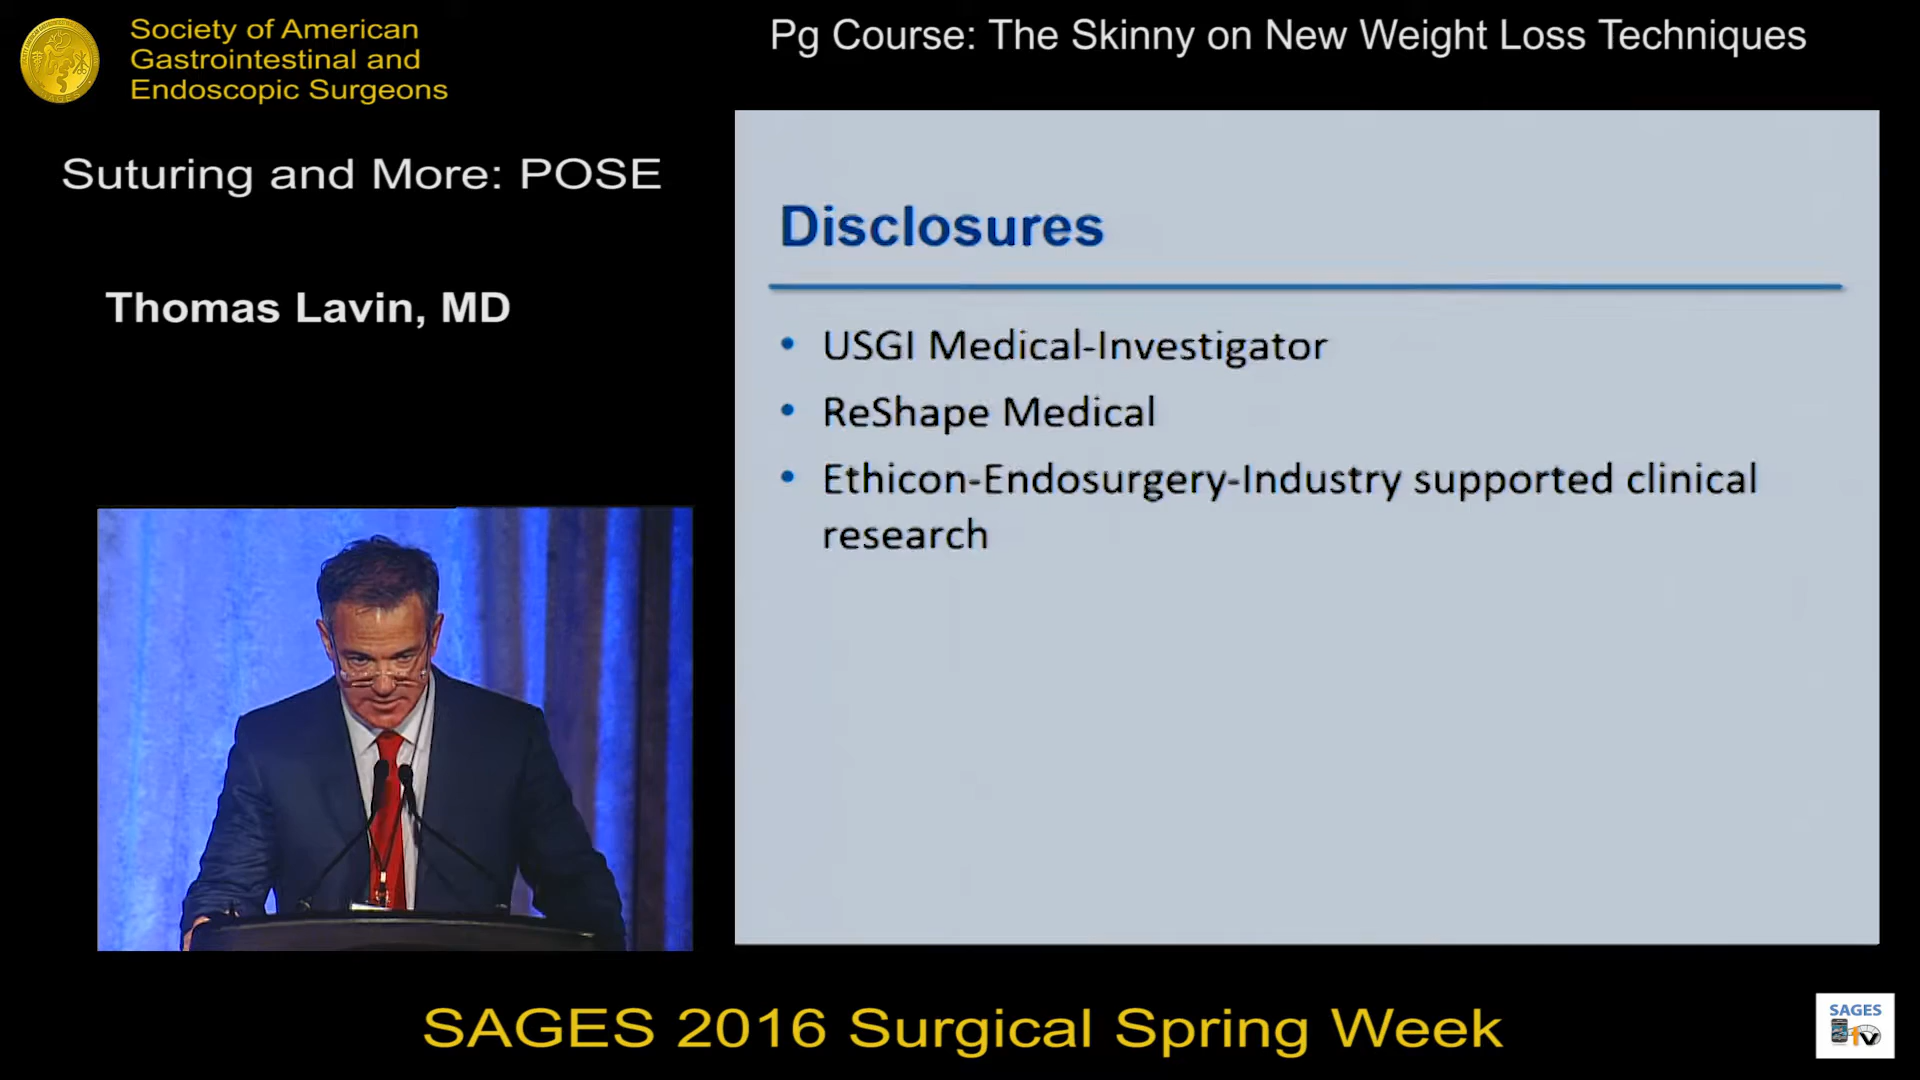 Society of American
Gastrointestinal and
Endoscopic Surgeons
Pg Course: The Skinny on New Weight Loss Techniques
Suturing and More: POSE
Thomas Lavin, MD
Disclosures
• USGI Medical-Investigator
• ReShape Medical
• Ethicon-Endosurgery-Industry supported clinical
research
SAGES 2016 Surgical Spring Week
SAGES
TV